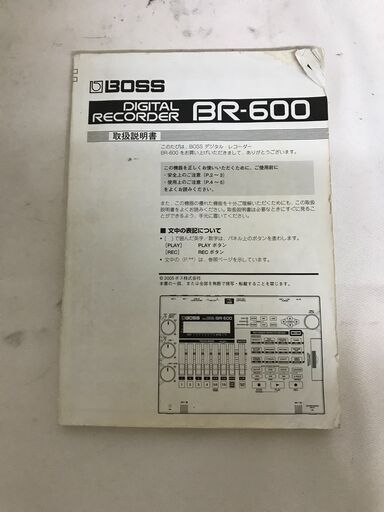 BOSS
DIGITAL
RECORDER BR-600
取扱説明書
このたびは、BOSS デジタル・レコーダー
BR-600 をお買い上げいただきまして、ありがとうございます。
この機器を正しくお使いいただくために、ご使用前に
・安全上のご注意(P.2~3)
・使用上のご注意(P.4~5)
をよくお読みください。
また、この機器の優れた機能を十分ご理解いただくためにも、この取扱
説明書をよくお読みください。取扱説明書は必要なときにすぐに見るこ
とができるよう、手元に置いてください。
■ 文中の表記について
・[ ] で囲んだ英字/数字は、パネル上のボタンを表わします。
[PLAY] PLAY ボタン
[REC] REC ボタン
・文中の (P.**) は、参照ページを示しています。
© 2005 ボス株式会社
本書の一部、または全部を無断で複写・転載することを禁じます。
BOSS
BR-600